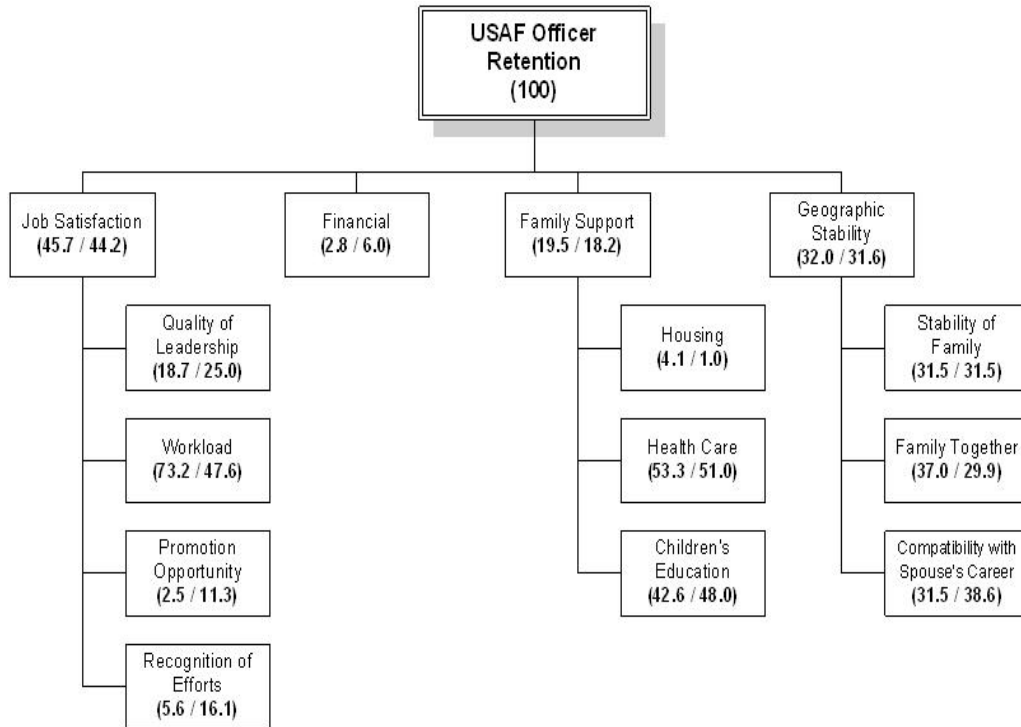 USAF Officer
Retention
(100)
Job Satisfaction
(45.7 / 44.2)
Financial
(2.8 / 6.0)
Family Support
(19.5 / 18.2)
Geographic
Stability
(32.0 / 31.6)
Quality of
Leadership
(18.7 / 25.0)
Workload
(73.2 / 47.6)
Promotion
Opportunity
(2.5 / 11.3)
Recognition of
Efforts
(5.6 / 16.1)
Housing
(4.1 / 1.0)
Health Care
(53.3 / 51.0)
Children's
Education
(42.6 / 48.0)
Stability of
Family
(31.5 / 31.5)
Family Together
(37.0 / 29.9)
Compatibility with
Spouse's Career
(31.5 / 38.6)